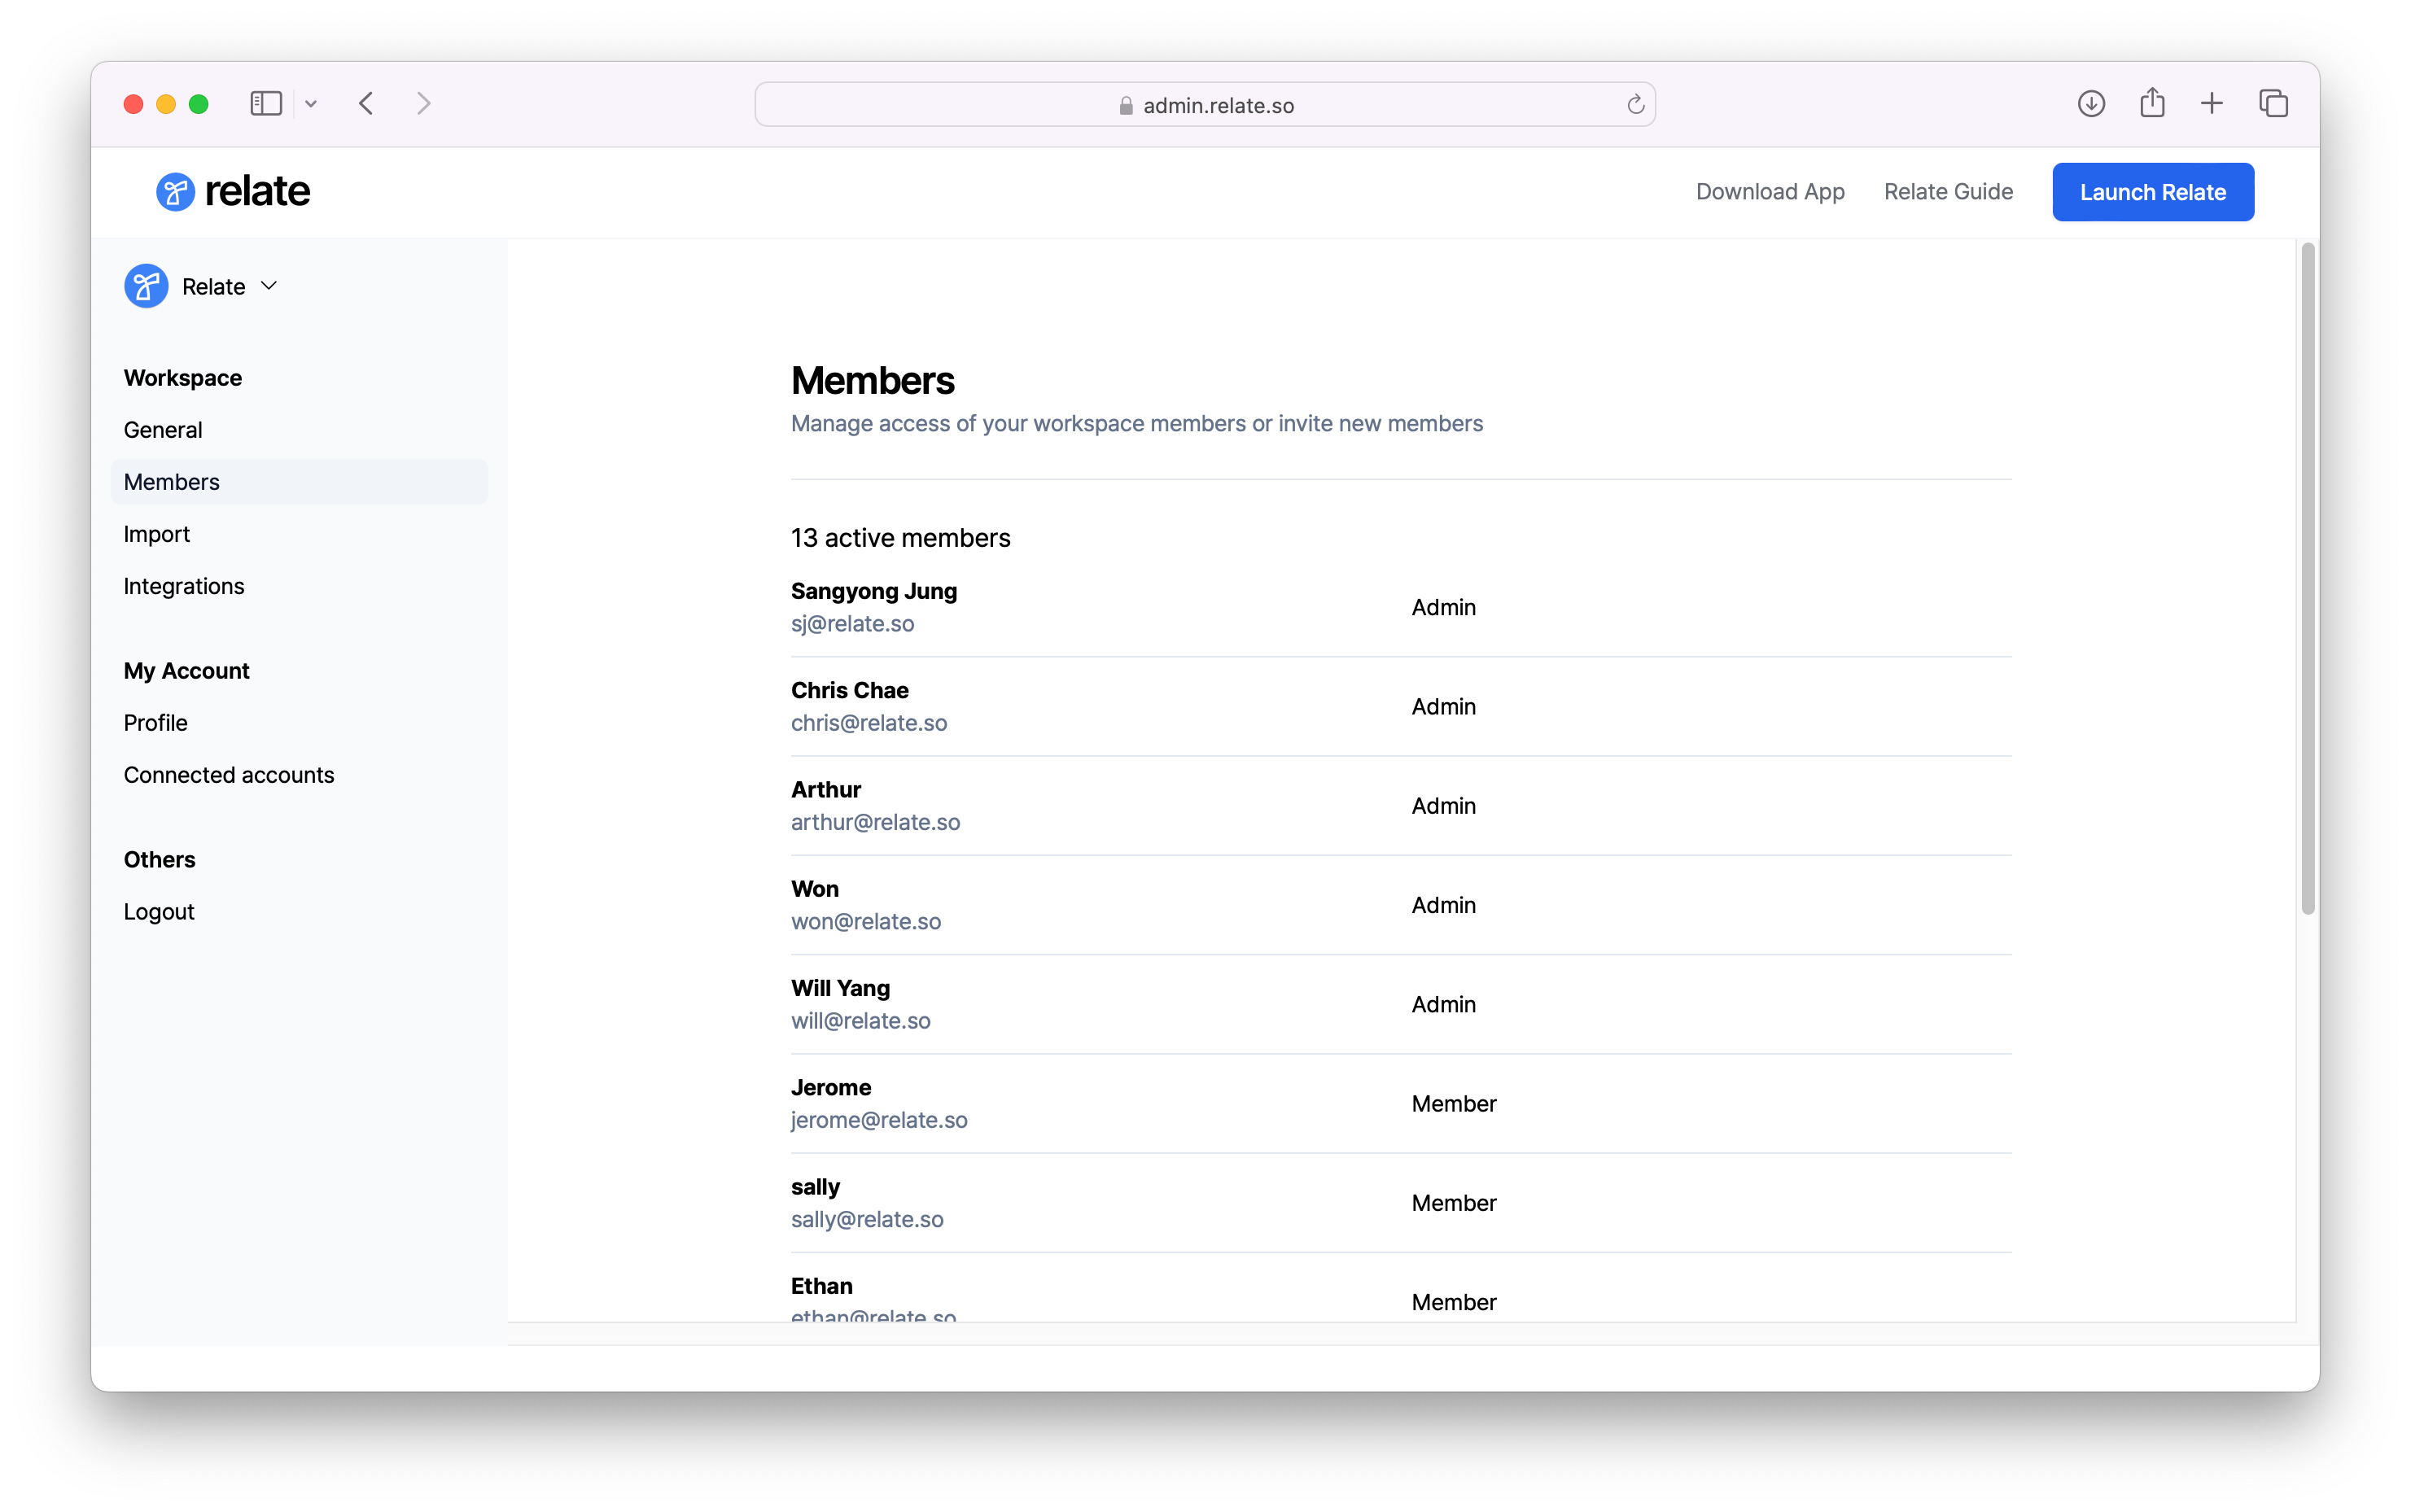 admin.relate.so
relate
Download App
Relate Guide
Launch Relate
Relate
Workspace
General
Members
Import
Integrations
My Account
Profile
Connected accounts
Others
Logout
Members
Manage access of your workspace members or invite new members
13 active members
Sangyong Jung
sj@relate.so
Admin
Chris Chae
chris@relate.so
Admin
Arthur
arthur@relate.so
Admin
Won
won@relate.so
Admin
Will Yang
will@relate.so
Admin
Jerome
jerome@relate.so
Member
sally
sally@relate.so
Member
Ethan
ethan@relate.so
Member